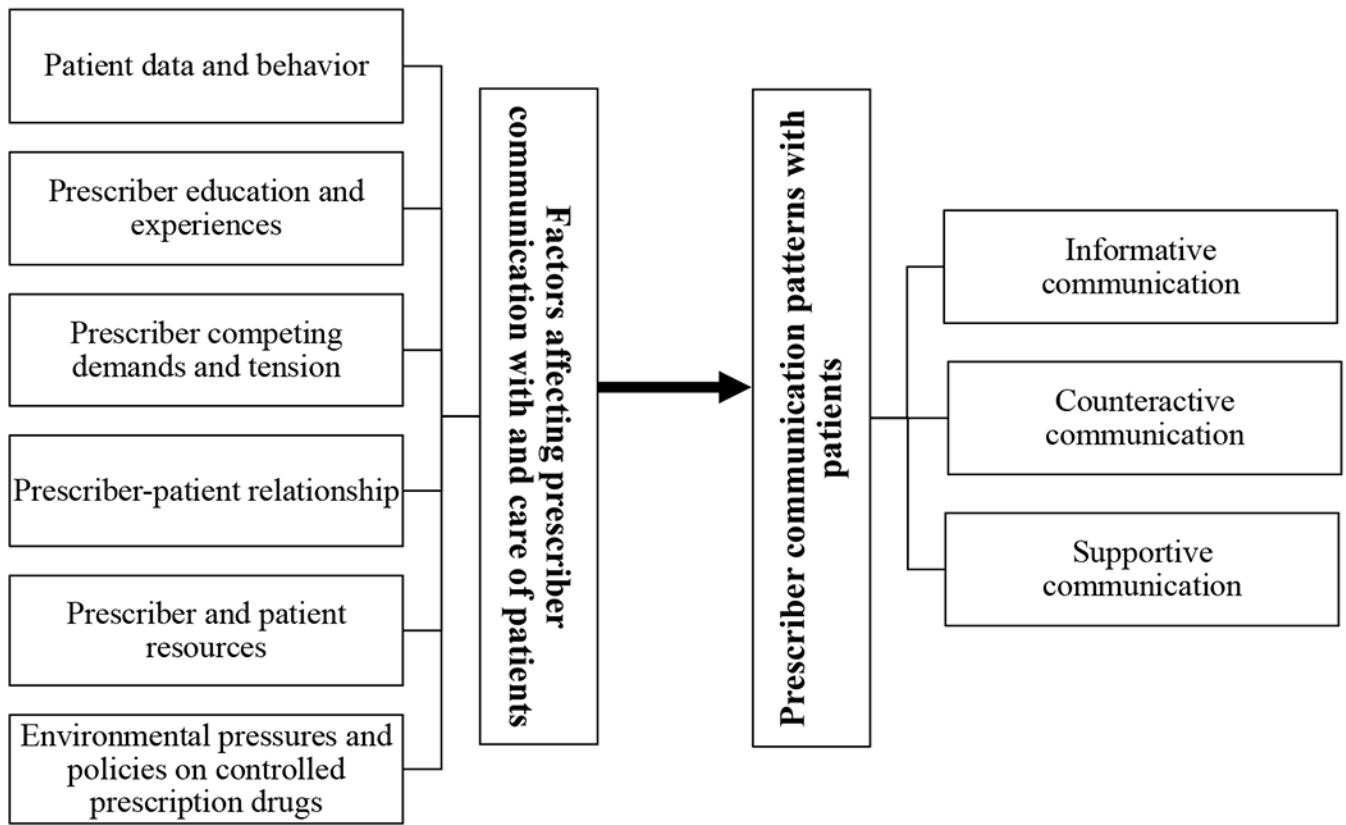 Patient data and behavior
Prescriber education and
experiences
Prescriber competing
demands and tension
Prescriber-patient relationship
Prescriber and patient
resources
Environmental pressures and
policies on controlled
prescription drugs
Factors affecting prescriber
communication with and care of patients
Prescriber communication patterns with
patients
Informative
communication
Counteractive
communication
Supportive
communication